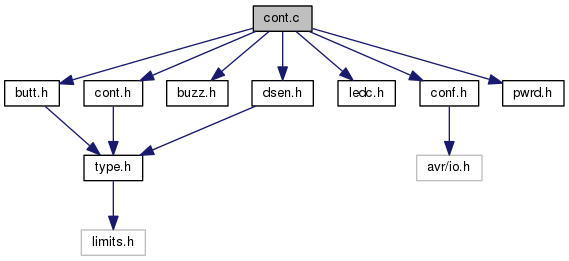 cont.c
butt.h
cont.h
buzz.h
dsen.h
ledc.h
conf.h
pwrd.h
type.h
avr/io.h
limits.h